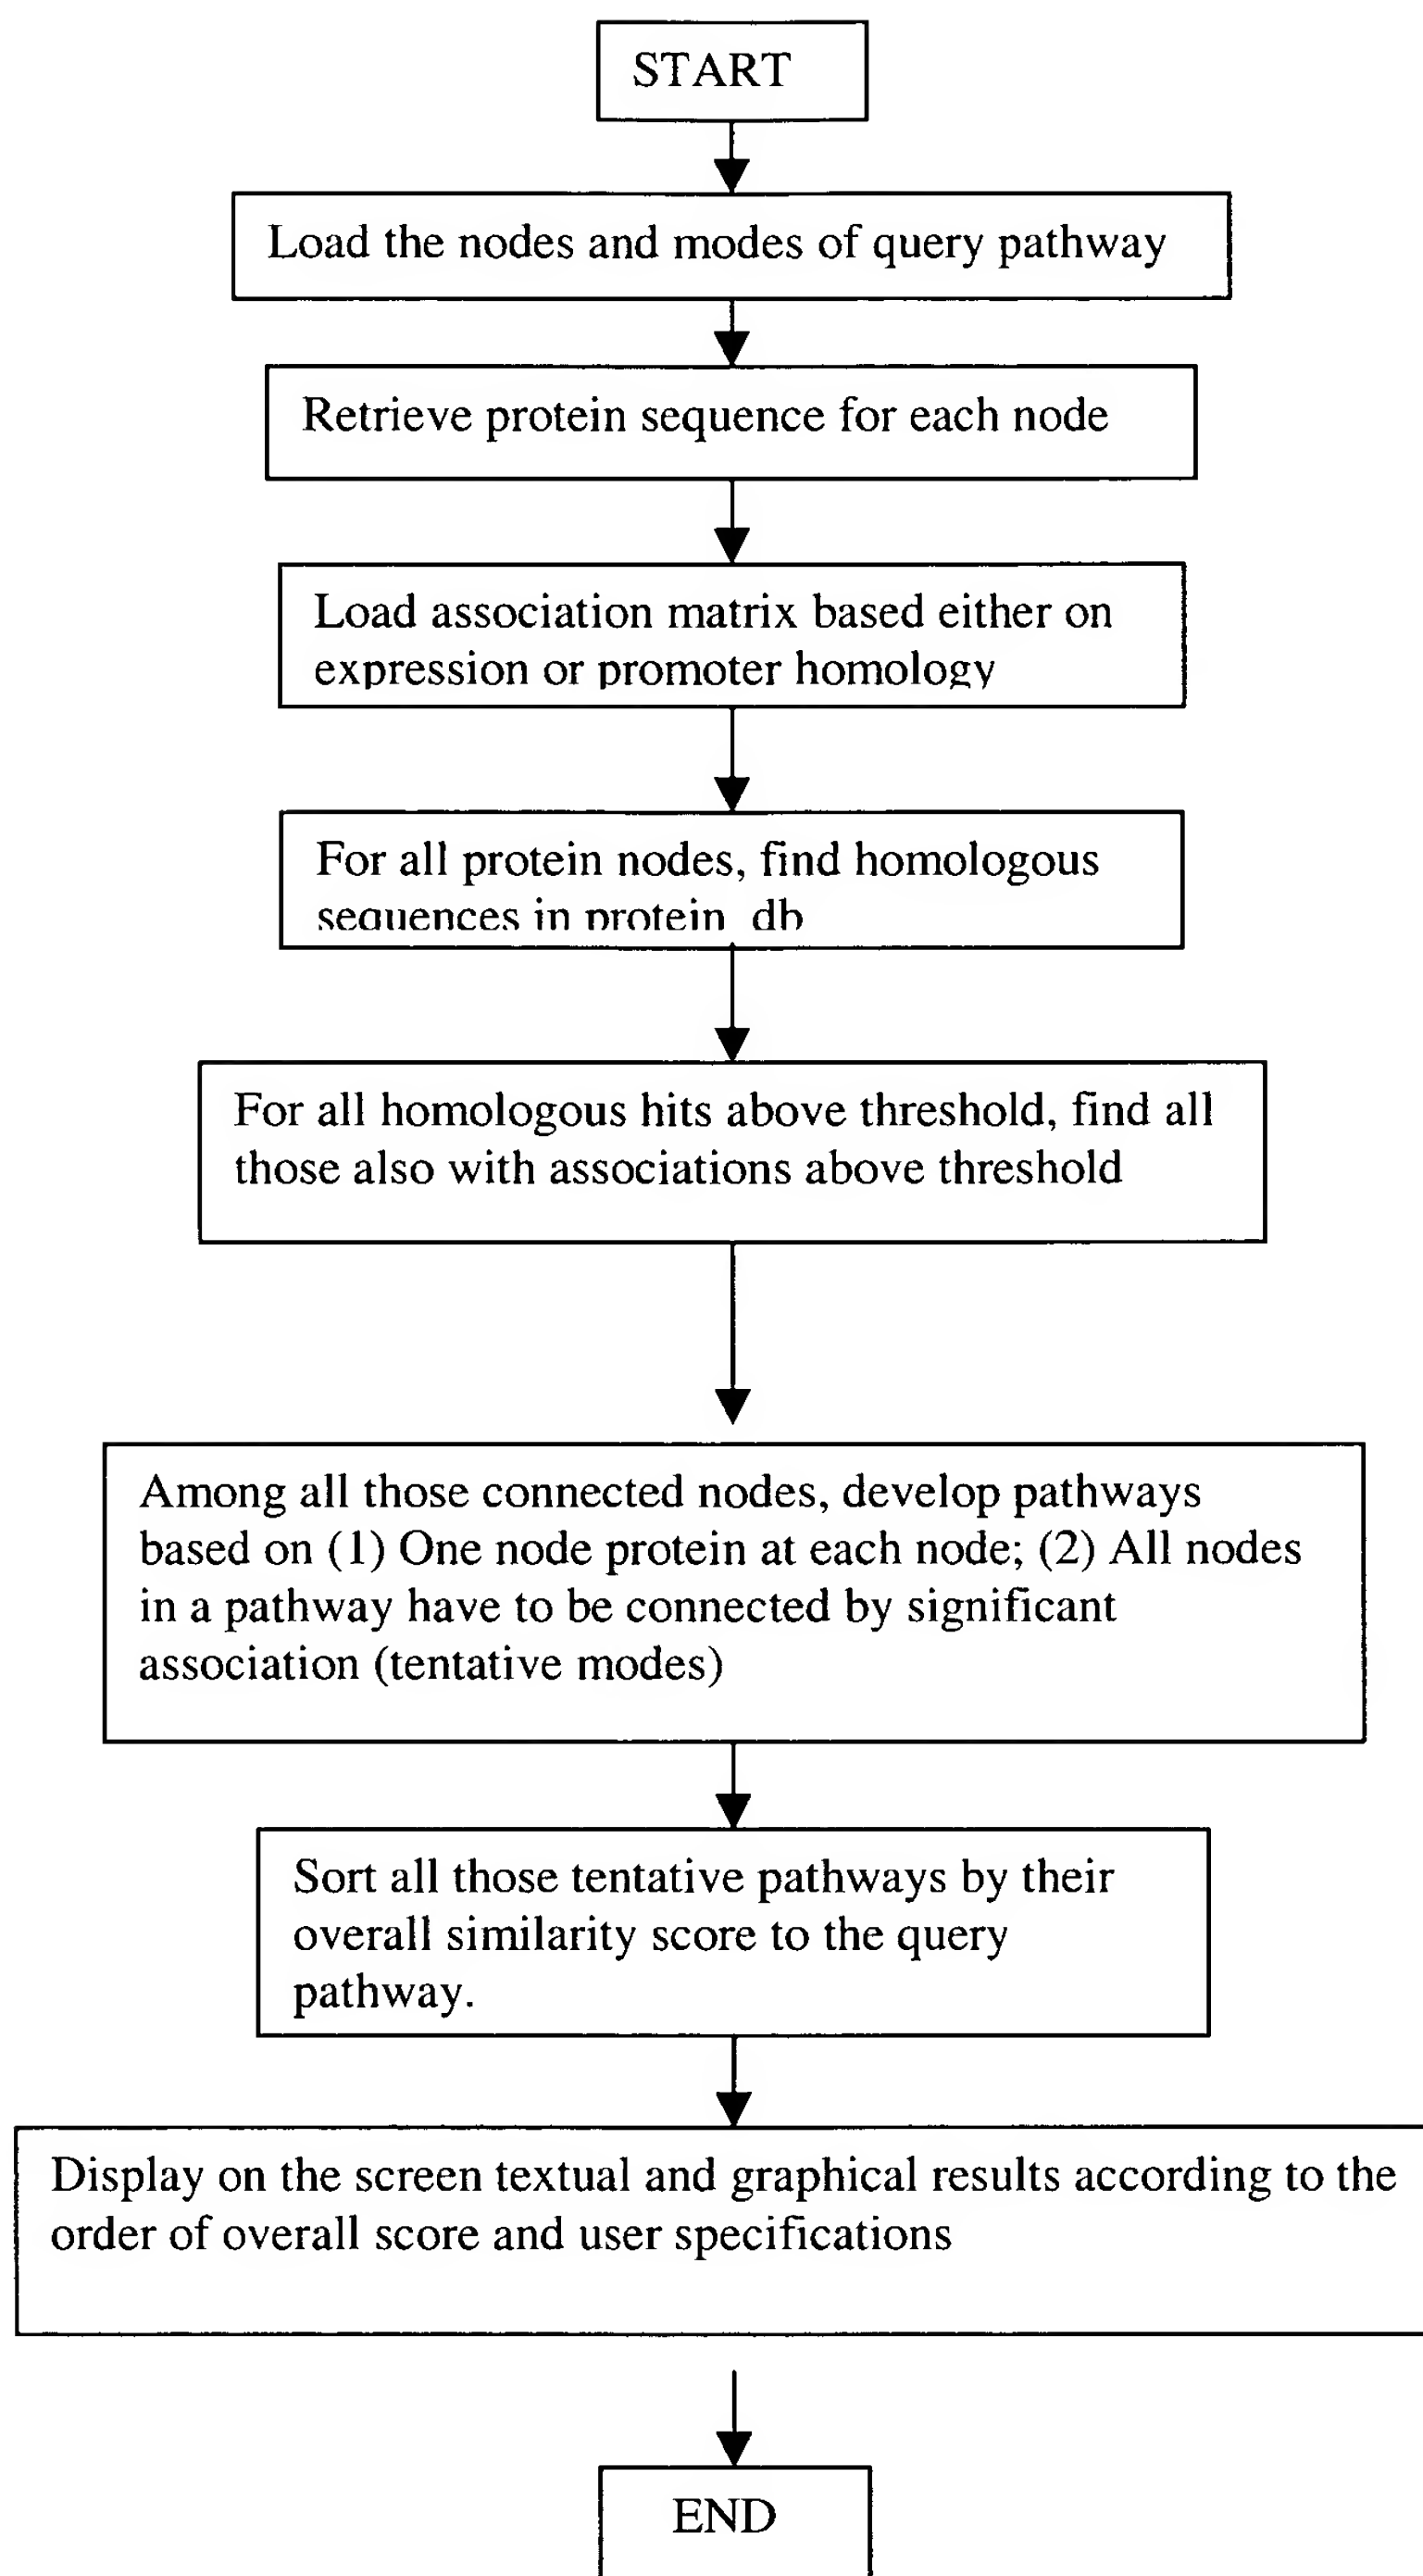 START
Load the nodes and modes of query pathway
Retrieve protein sequence for each node
Load association matrix based either on
expression or promoter homology
For all protein nodes, find homologous
sequences in protein_db
For all homologous hits above threshold, find all
those also with associations above threshold
Among all those connected nodes, develop pathways
based on (1) One node protein at each node; (2) All nodes
in a pathway have to be connected by significant
association (tentative modes)
Sort all those tentative pathways by their
overall similarity score to the query
pathway.
Display on the screen textual and graphical results according to the
order of overall score and user specifications
END